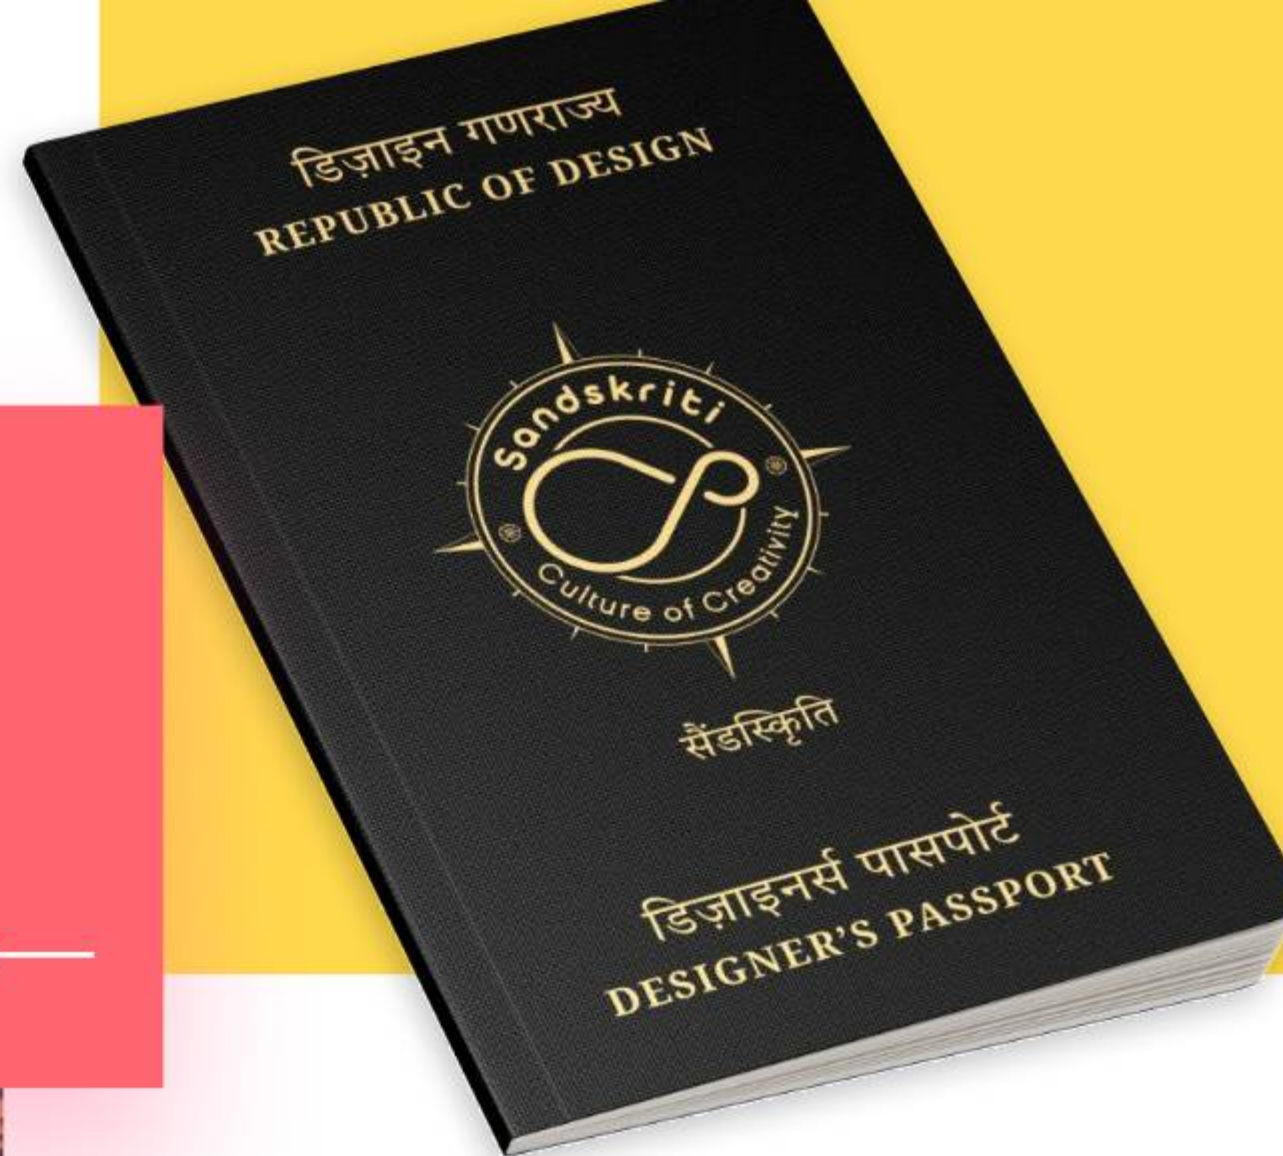 डिज़ाइन गणराज्य
REPUBLIC OF DESIGN
Sandskriti
Culture of Creativity
सैंडस्कृिति
डिज़ाइनर्स पासपोर्ट
DESIGNER’S PASSPORT